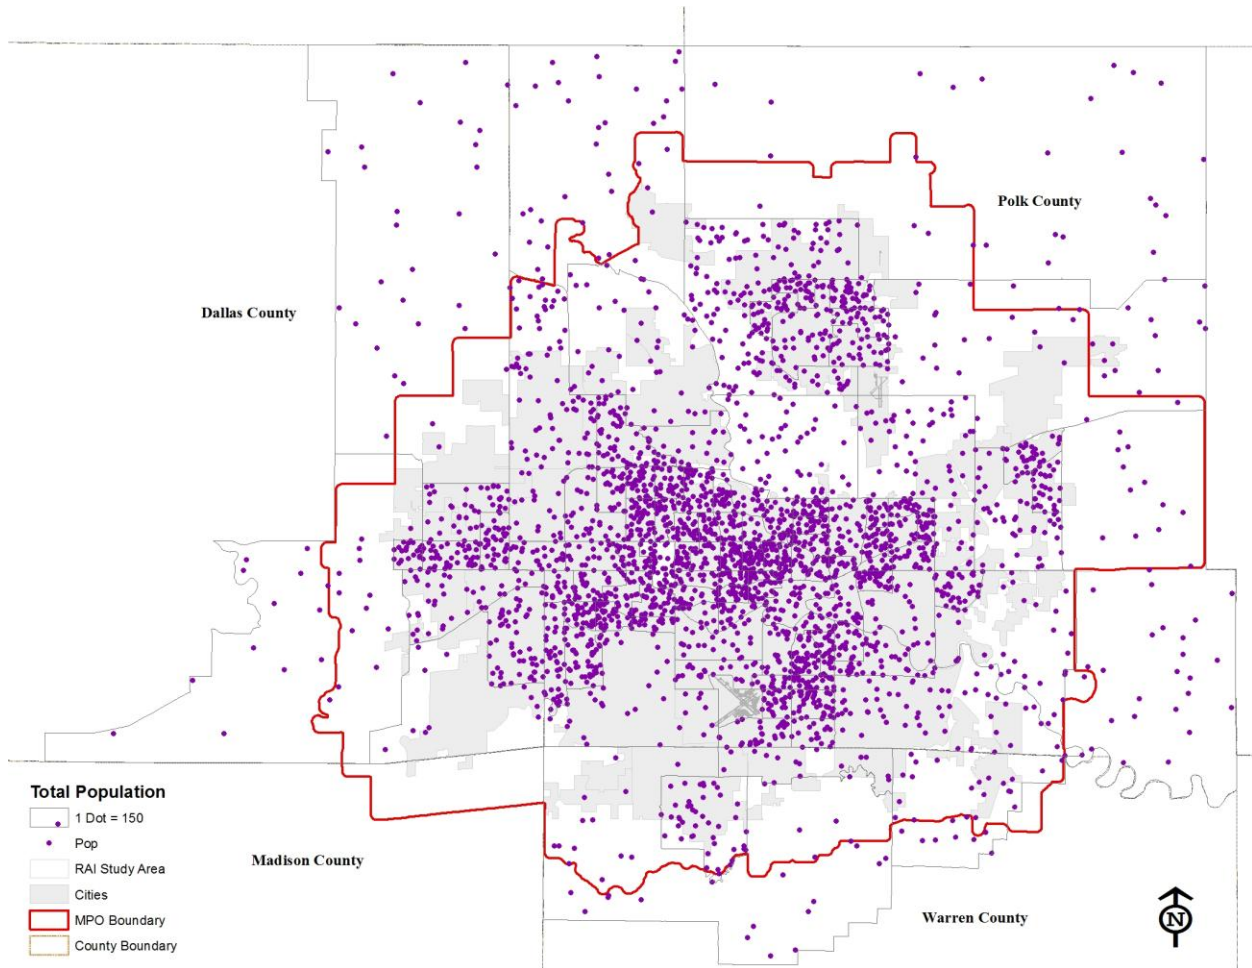 Polk County
Dallas County
Total Population
1 Dot = 150
Pop
RAI Study Area
Cities
MPO Boundary
County Boundary
Madison County
Warren County
N